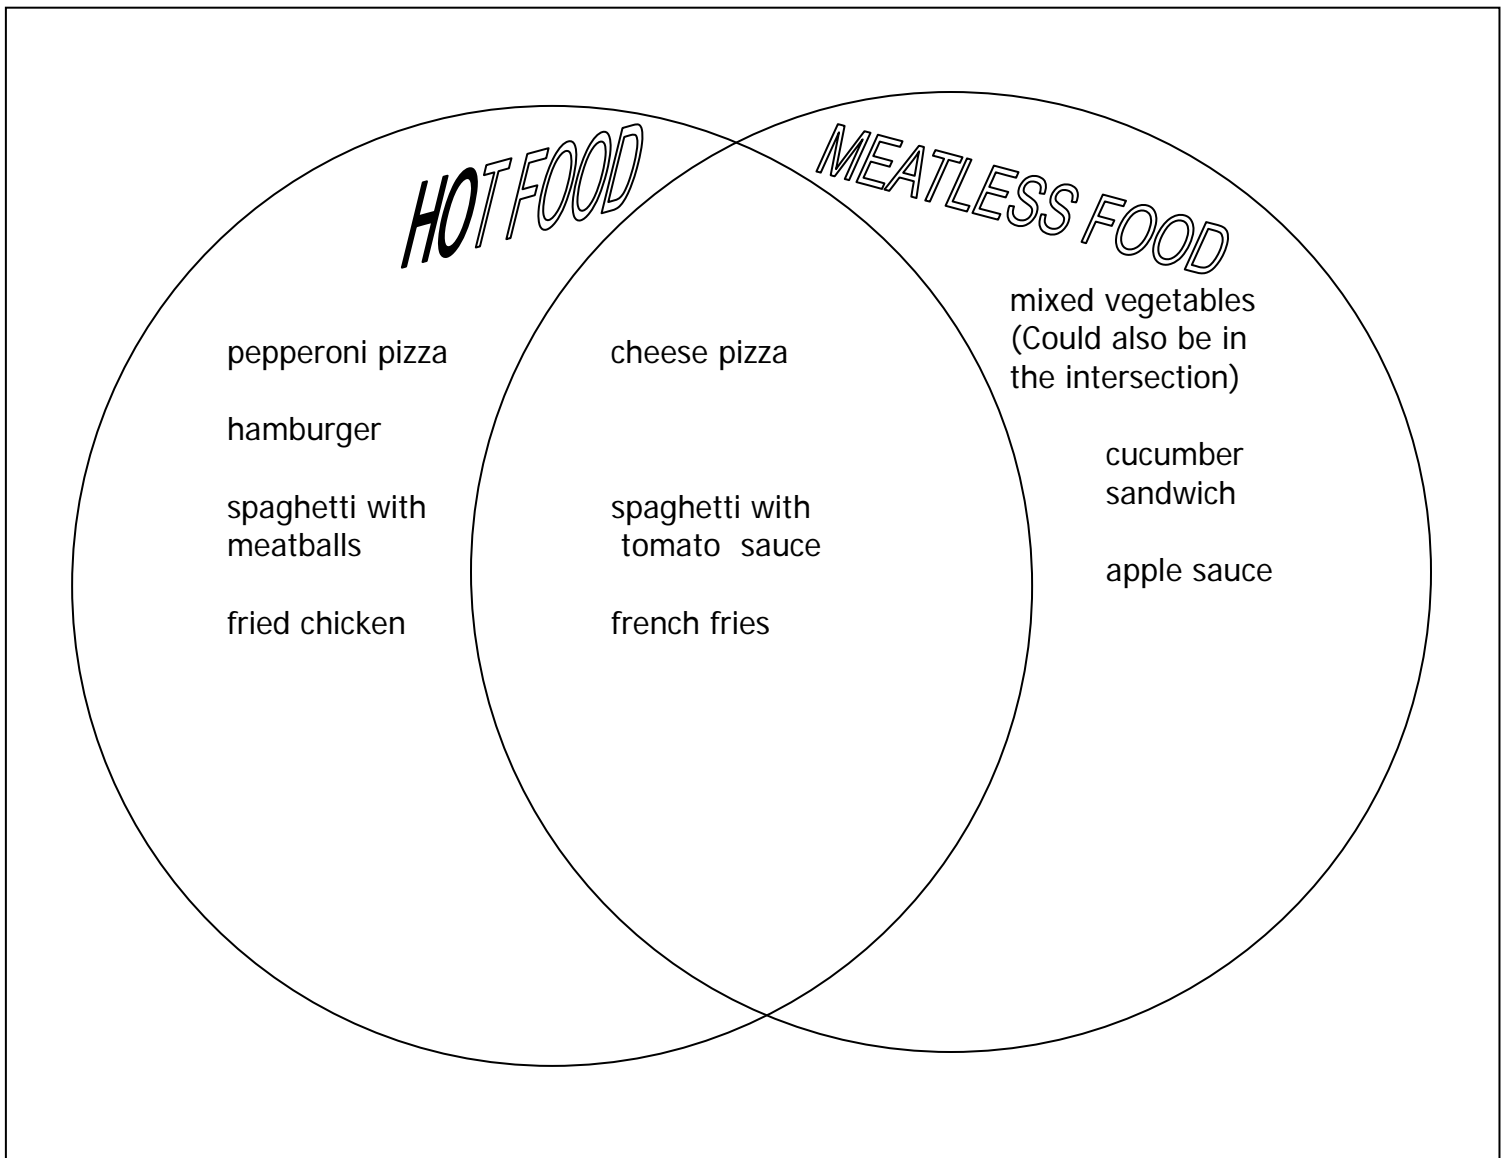 HOT FOOD
MEATLESS FOOD
pepperoni pizza
hamburger
spaghetti with
meatballs
fried chicken
cheese pizza
spaghetti with
tomato sauce
french fries
mixed vegetables
(Could also be in
the intersection)
cucumber
sandwich
apple sauce